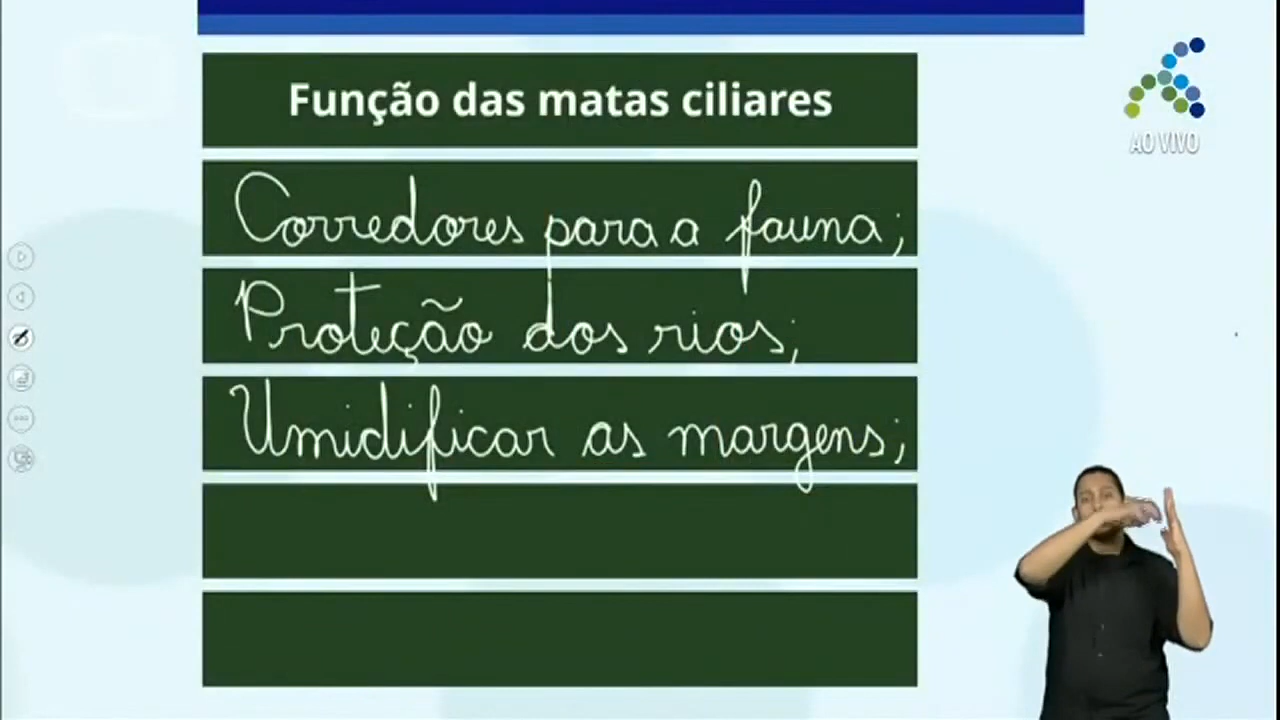 Função das matas ciliares
AO VIVO
Corredores para a fauna;
Proteção dos rios;
Umidificar as margens;